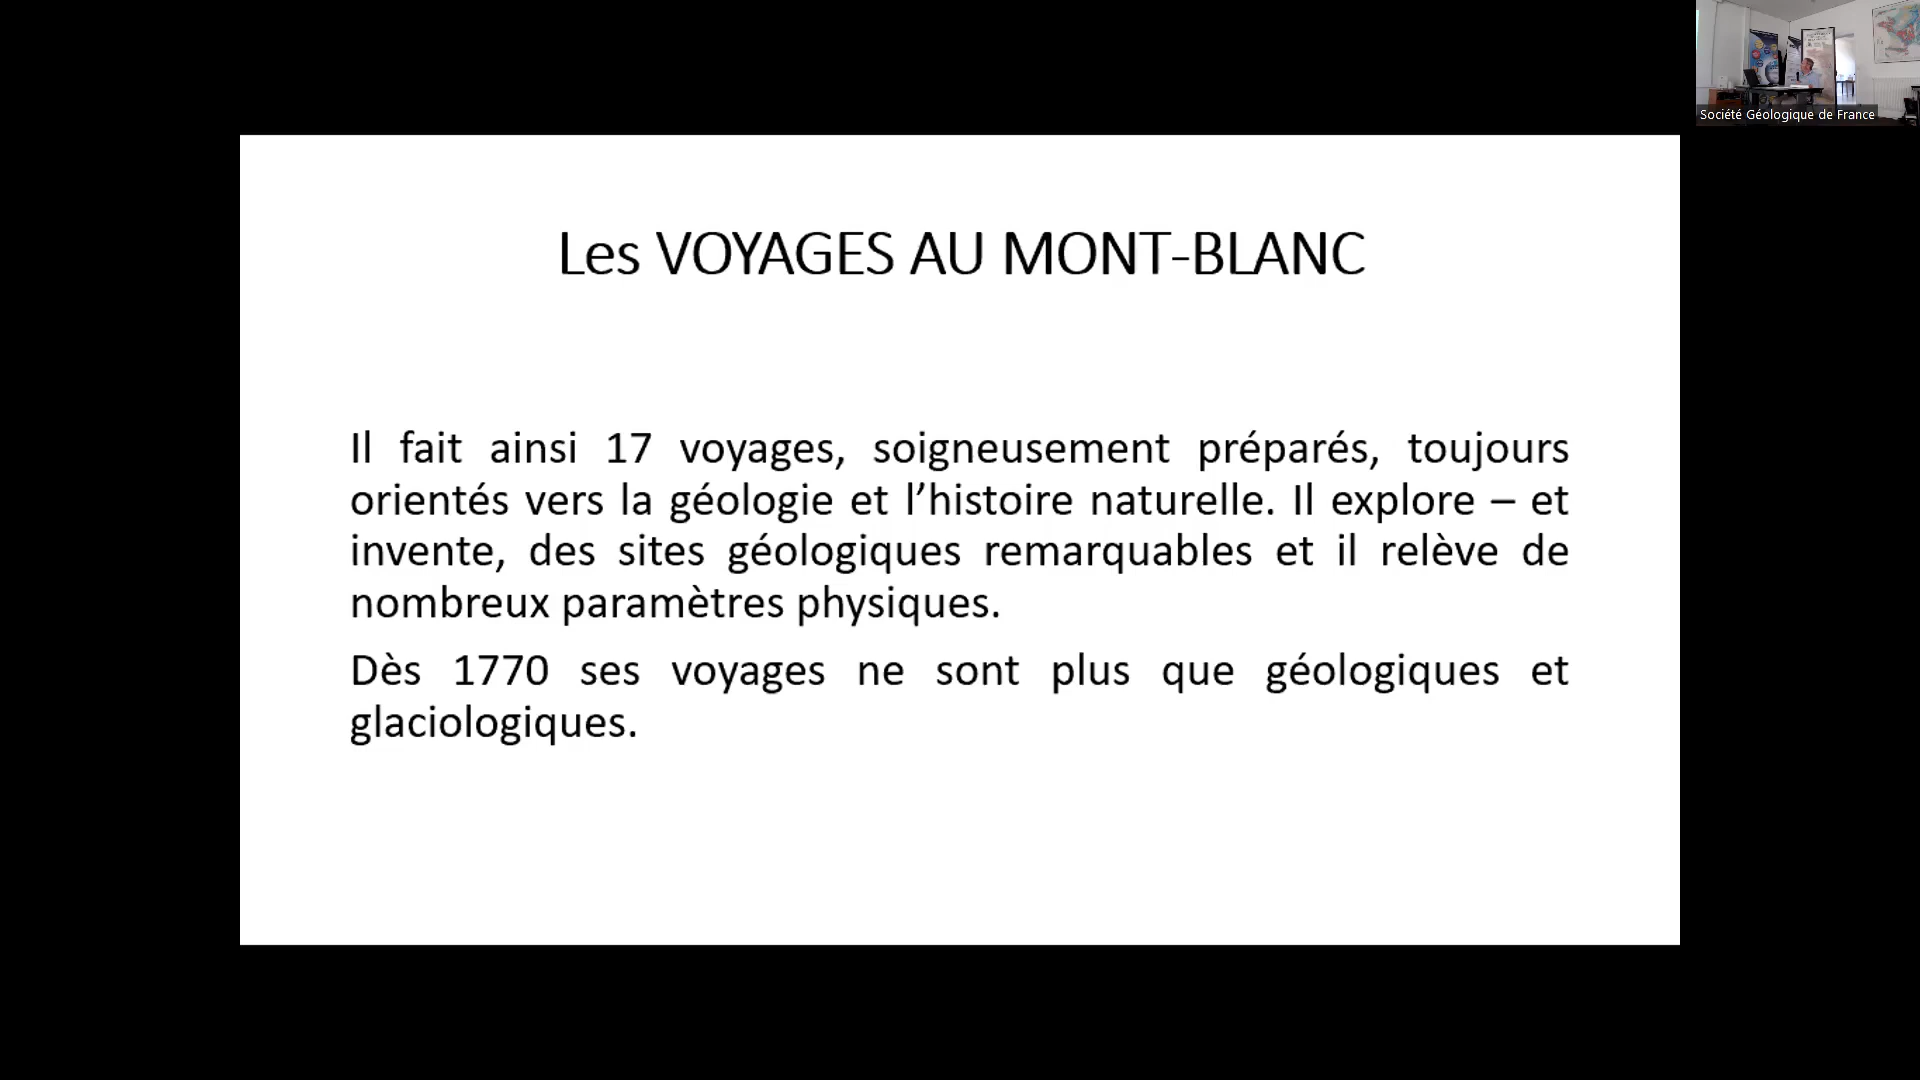 Société Géologique de France
Les VOYAGES AU MONT-BLANC
Il fait ainsi 17 voyages, soigneusement préparés, toujours
orientés vers la géologie et l’histoire naturelle. Il explore – et
invente, des sites géologiques remarquables et il relève de
nombreux paramètres physiques.
Dès 1770 ses voyages ne sont plus que géologiques et
glaciologiques.